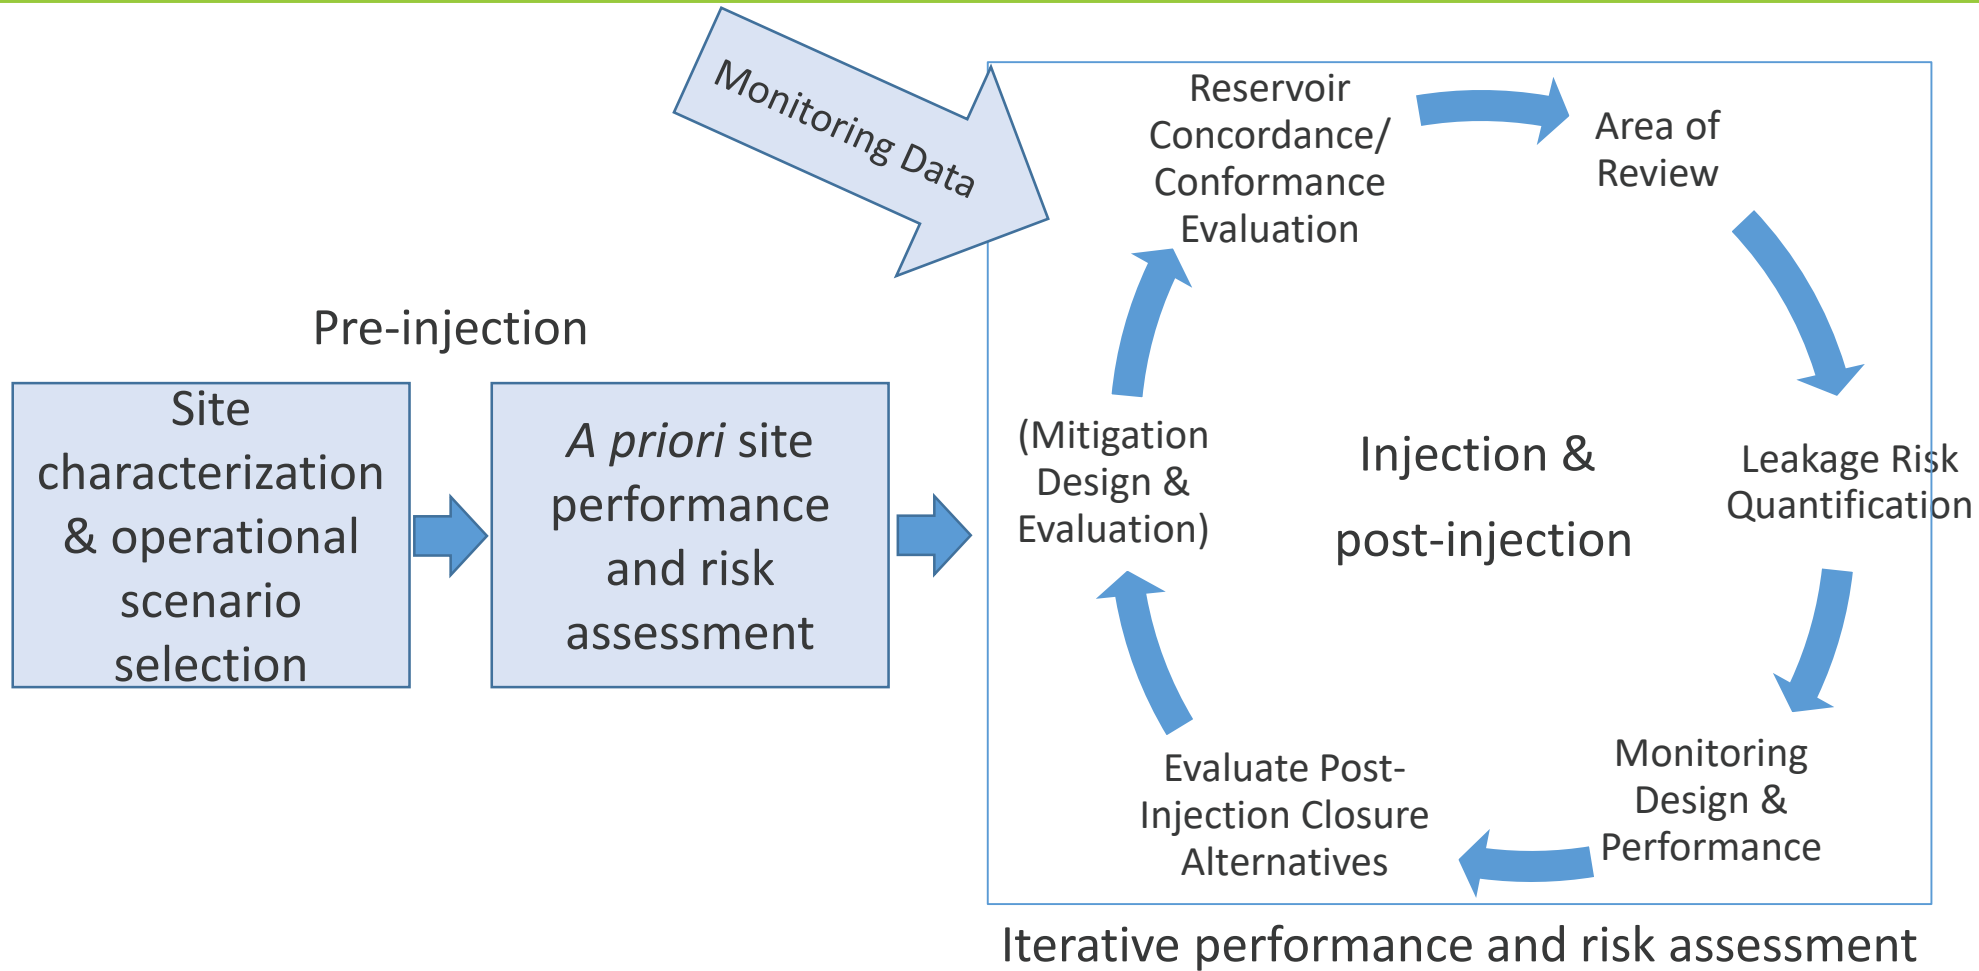 Monitoring Data
Pre-injection
Site
characterization
& operational
scenario
selection
A priori site
performance
and risk
assessment
Reservoir
Concordance/
Conformance
Evaluation
Area of
Review
Leakage Risk
Quantification
Monitoring
Design &
Performance
Evaluate Post-
Injection Closure
Alternatives
(Mitigation
Design &
Evaluation)
Injection &
post-injection
Iterative performance and risk assessment